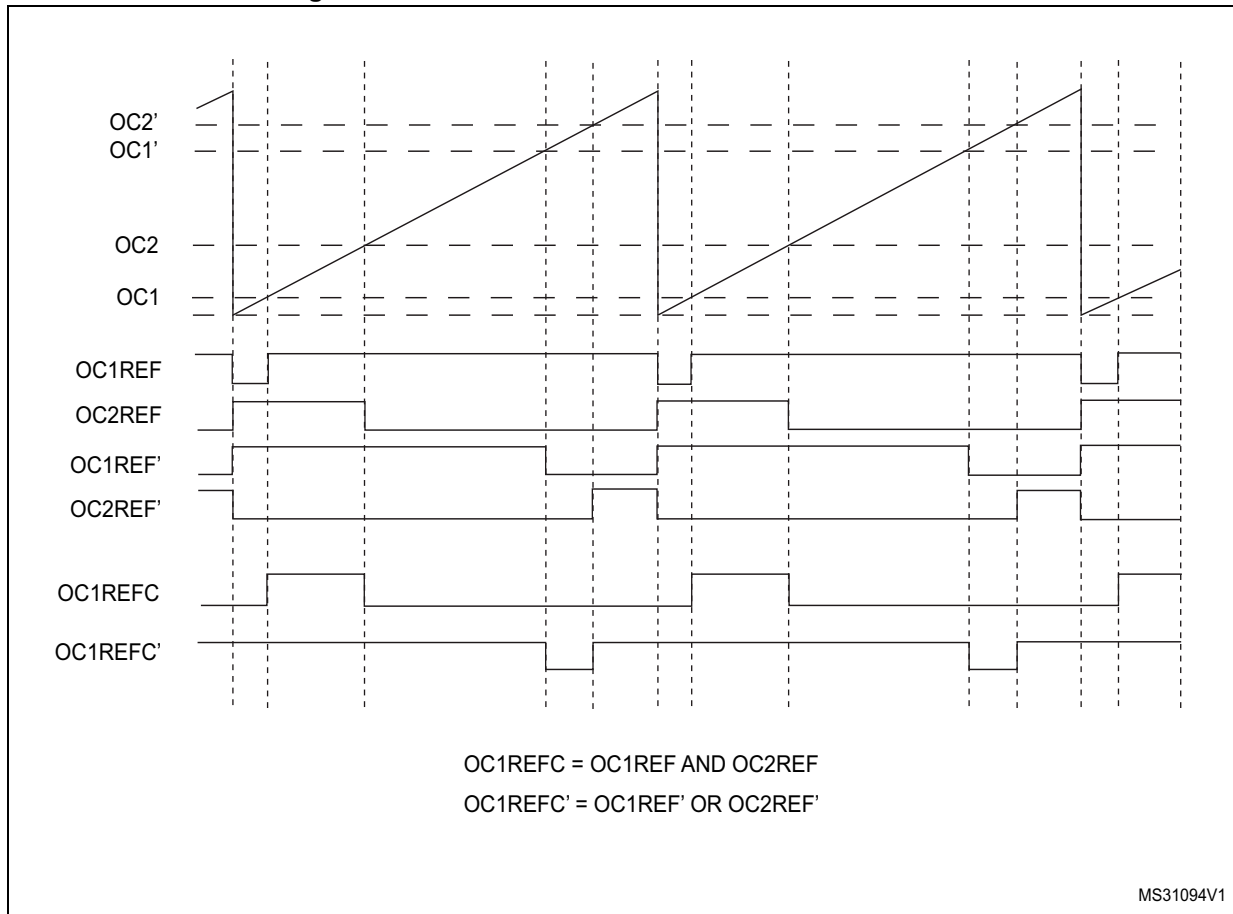 OC2’
OC1’
OC2
OC1
OC1REF
OC2REF
OC1REF’
OC2REF’
OC1REFC
OC1REFC’
OC1REFC = OC1REF AND OC2REF
OC1REFC’ = OC1REF’ OR OC2REF’
MS31094V1